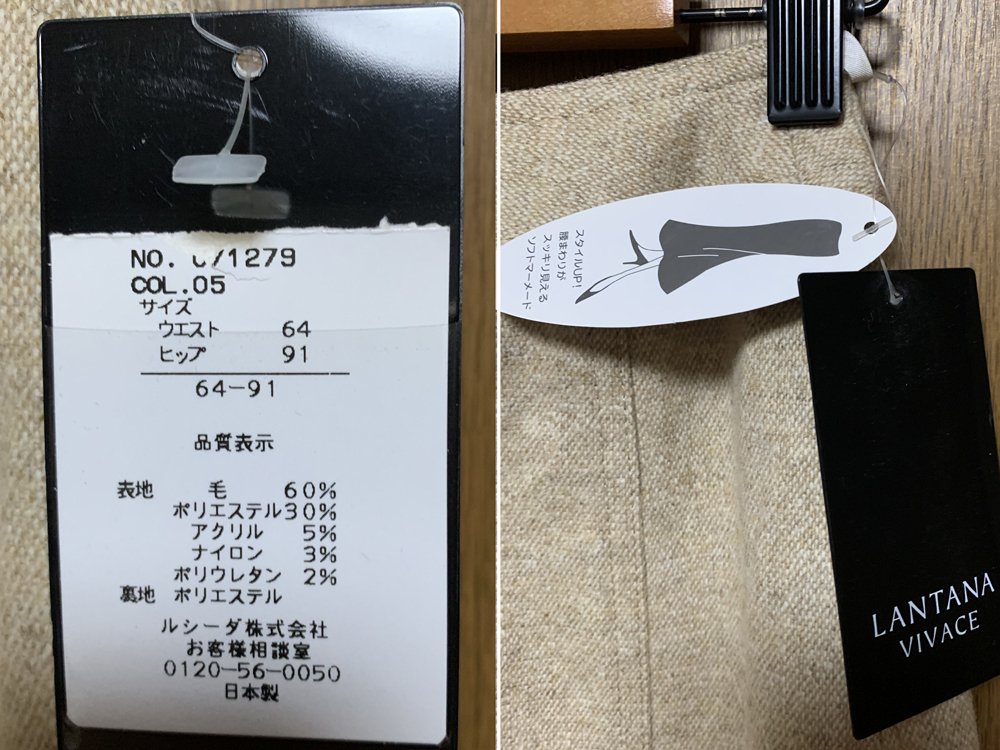 NO. 071279
COL.05
サイズ
ウエスト 64
ヒップ 91
64-91
品質表示
表地 毛 60%
ポリエステル30%
アクリル 5%
ナイロン 3%
ポリウレタン 2%
裏地 ポリエステル
ルシーダ株式会社
お客様相談室
0120-56-0050
日本製
スタイルUP!
腰まわりが
スッキリ見える
ソフトマーメード
LANTANA
VIVACE